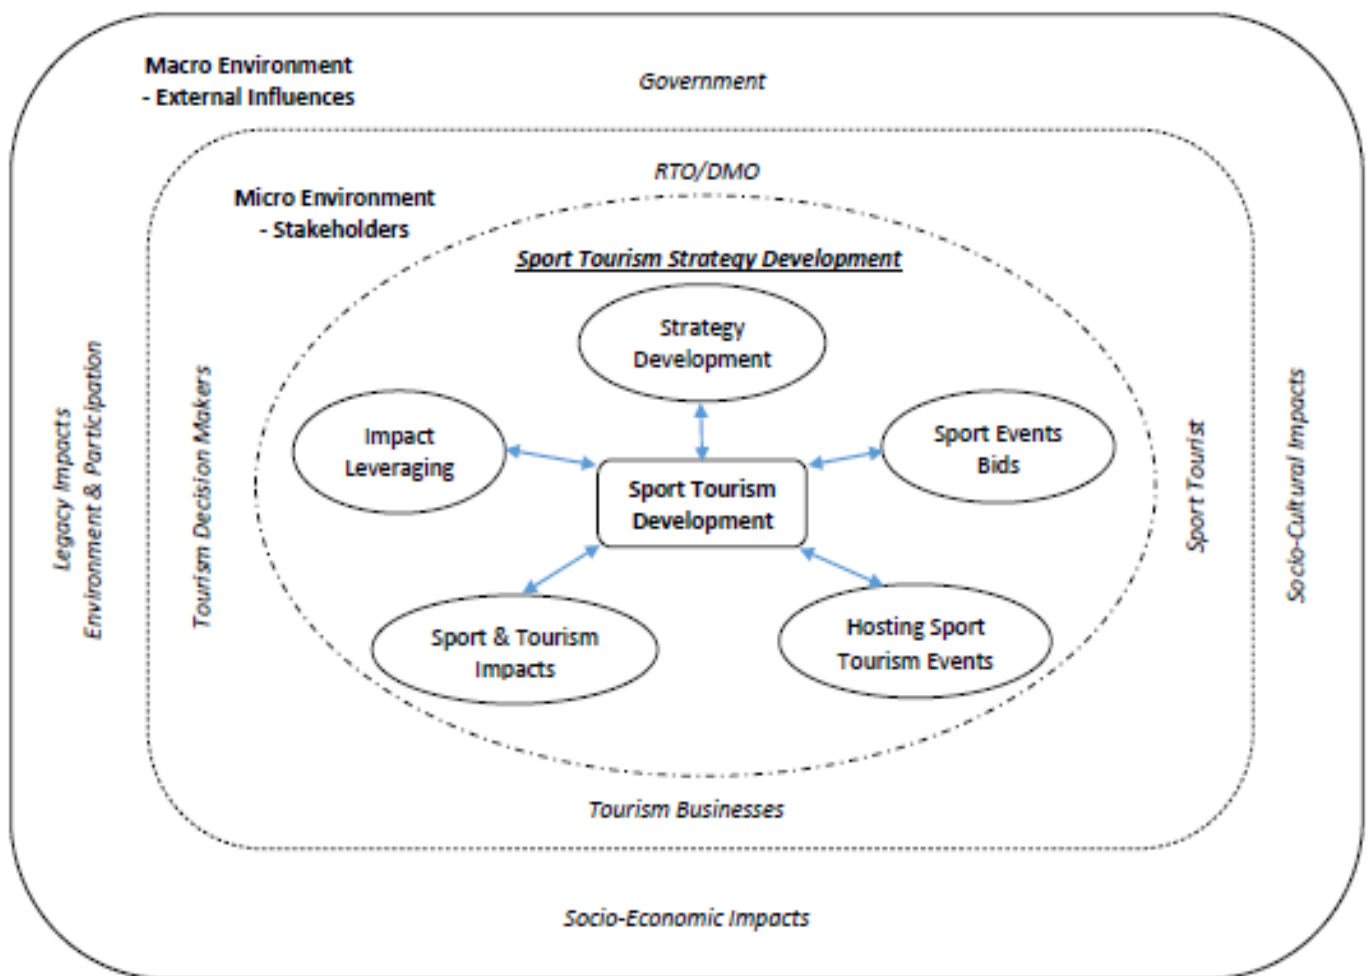 Macro Environment
- External Influences
Government
RTO/DMO
Micro Environment
- Stakeholders
Sport Tourism Strategy Development
Strategy
Development
Impact
Leveraging
Sport Events
Bids
Sport Tourism
Development
Sport & Tourism
Impacts
Hosting Sport
Tourism Events
Legacy Impacts
Environment & Participation
Tourism Decision Makers
Sport Tourist
Socio-Cultural Impacts
Tourism Businesses
Socio-Economic Impacts